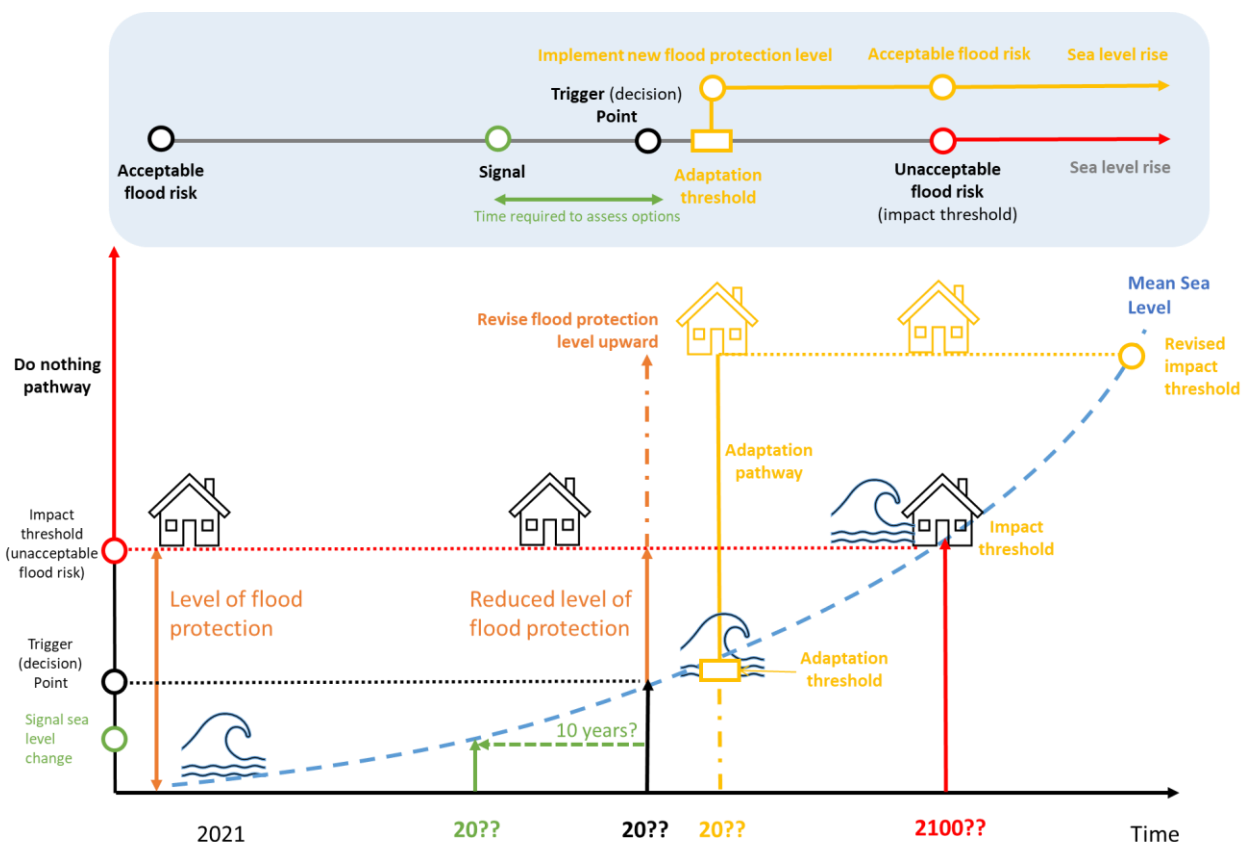 Implement new flood protection level
Acceptable flood risk
Sea level rise
Trigger (decision)
Point
Acceptable
flood risk
Signal
Adaptation
threshold
Unacceptable
flood risk
(impact threshold)
Sea level rise
Time required to assess options
Mean Sea
Level
Revise flood protection
level upward
Revised
impact
threshold
Do nothing
pathway
Adaptation
pathway
Impact
threshold
(unacceptable
flood risk)
Impact
threshold
Level of flood
protection
Reduced level of
flood protection
Trigger
(decision)
Point
Adaptation
threshold
Signal sea
level
change
10 years?
2021
20??
20??
20??
2100??
Time